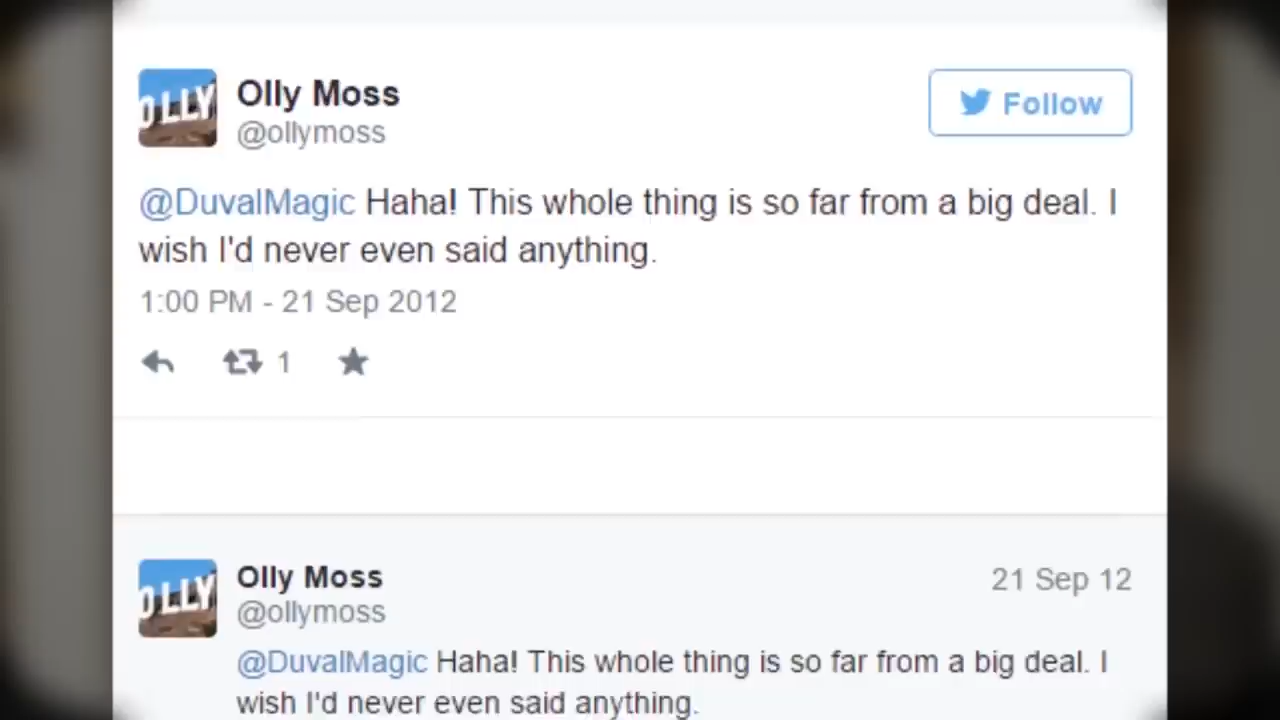 Olly Moss
@ollymoss
Follow
@DuvalMagic Haha! This whole thing is so far from a big deal. I
wish I'd never even said anything.
1:00 PM - 21 Sep 2012
1
Olly Moss
21 Sep 12
@ollymoss
@DuvalMagic Haha! This whole thing is so far from a big deal. I
wish I'd never even said anything.
OLLY
OLLY